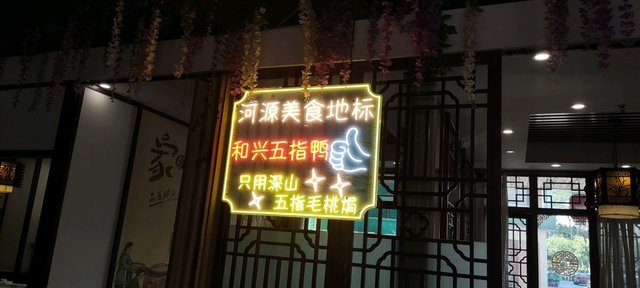 河源美食地标
和兴五指鸭
只用深山
五指毛桃焗
家